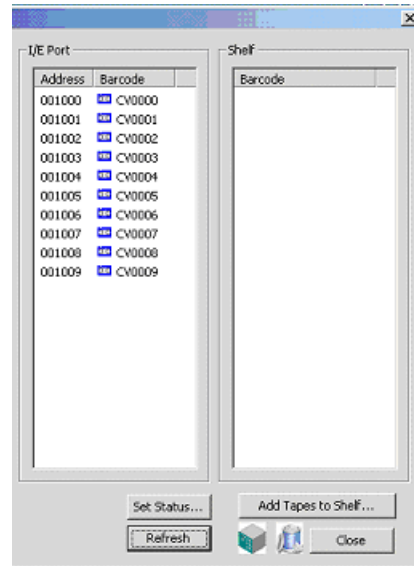 I/E Port
Address Barcode
001000 CV0000
001001 CV0001
001002 CV0002
001003 CV0003
001004 CV0004
001005 CV0005
001006 CV0006
001007 CV0007
001008 CV0008
001009 CV0009
Shelf
Barcode
Set Status...
Add Tapes to Shelf...
Refresh
Close